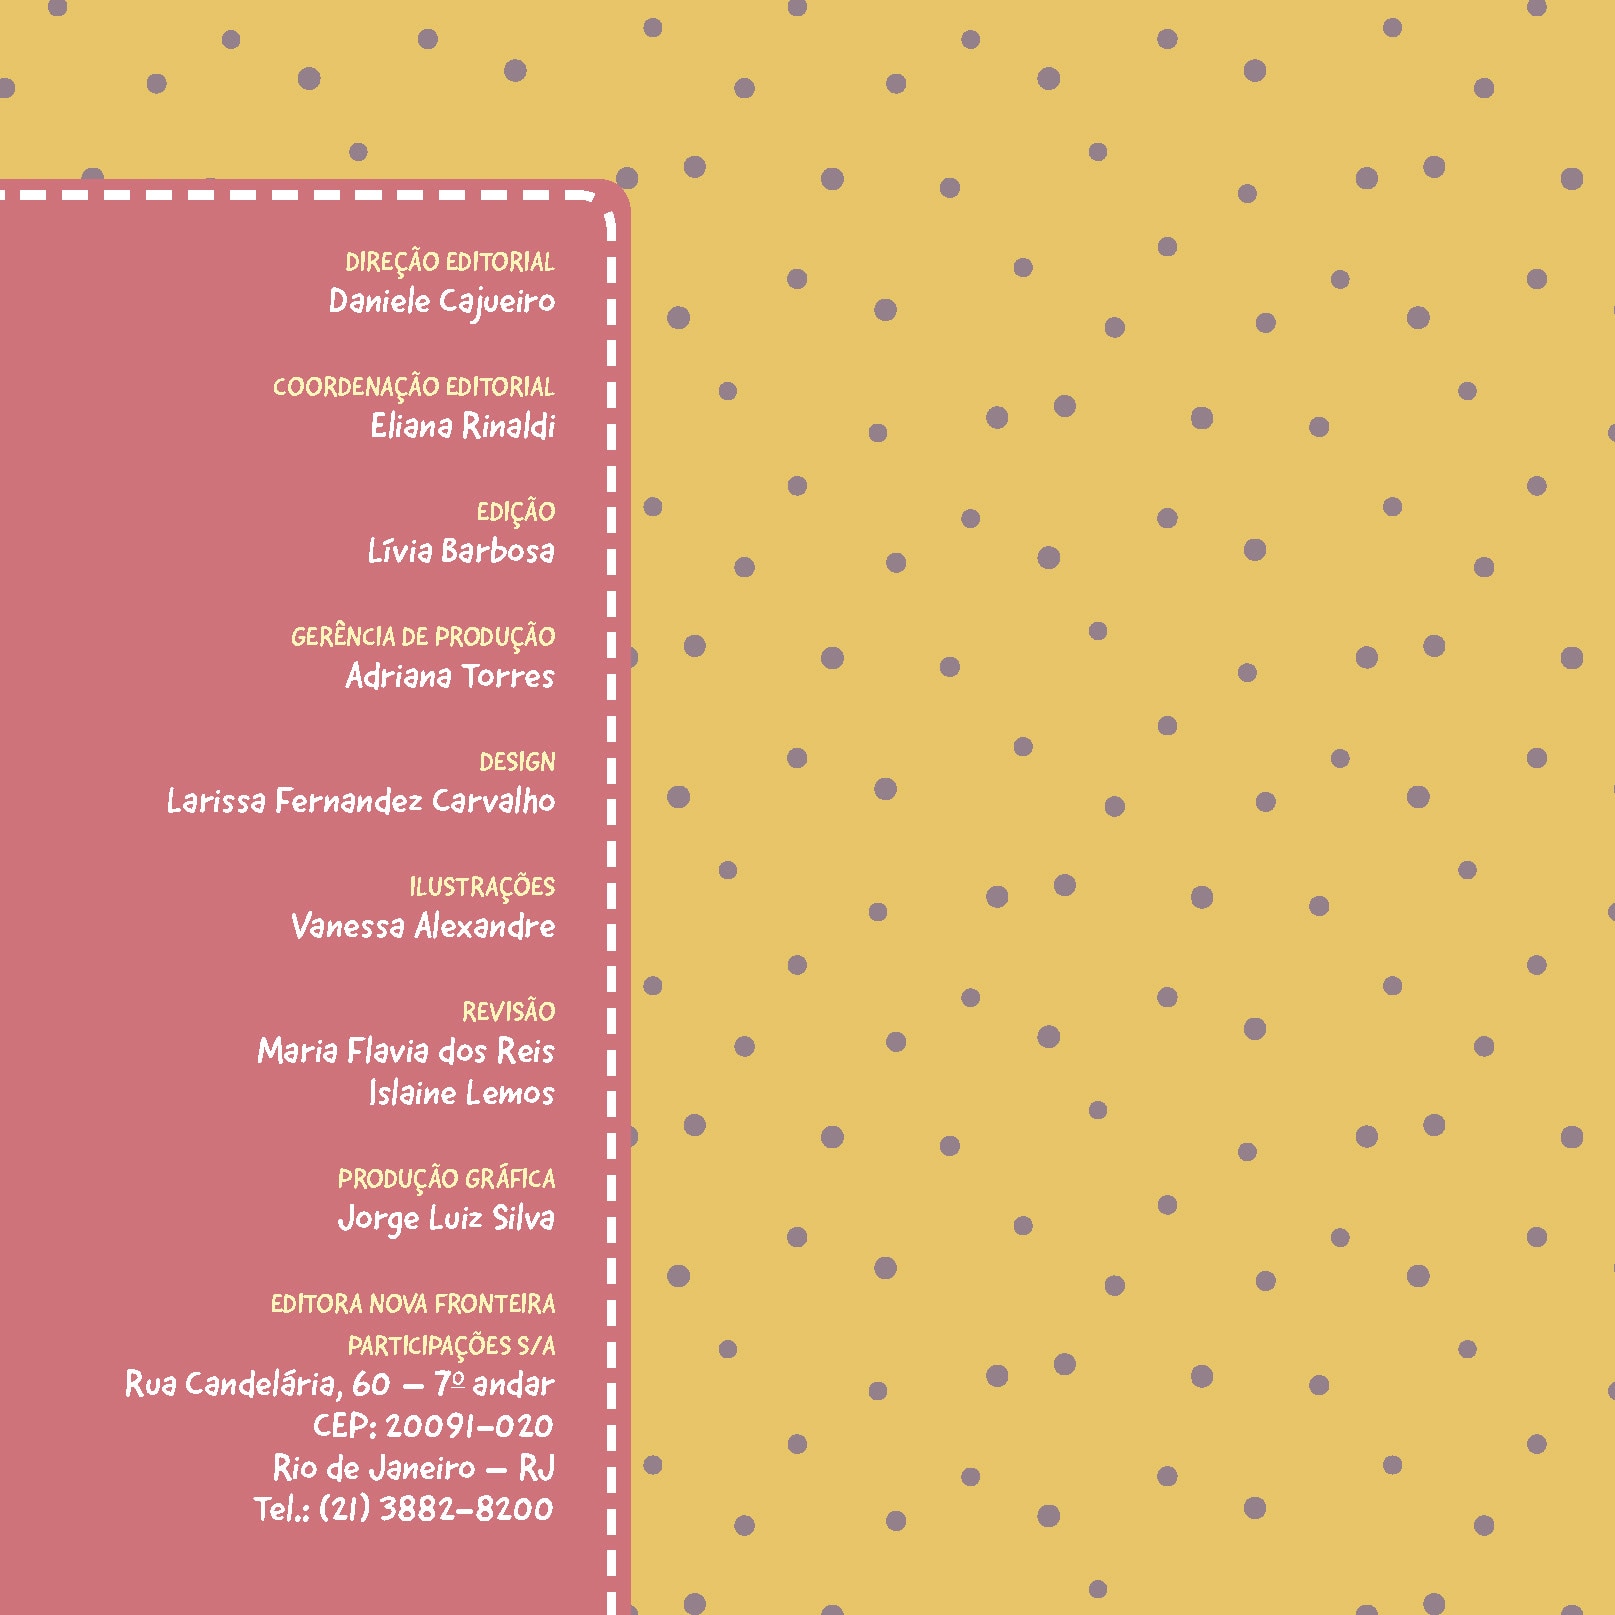 DIREÇÃO EDITORIAL
Daniele Cajueiro
COORDENAÇÃO EDITORIAL
Eliana Rinaldi
EDIÇÃO
Lívia Barbosa
GERÊNCIA DE PRODUÇÃO
Adriana Torres
DESIGN
Larissa Fernandez Carvalho
ILUSTRAÇÕES
Vanessa Alexandre
REVISÃO
Maria Flavia dos Reis
Islaine Lemos
PRODUÇÃO GRÁFICA
Jorge Luiz Silva
EDITORA NOVA FRONTEIRA
PARTICIPAÇÕES S/A
Rua Candelária, 60 – 7º andar
CEP: 20091-020
Rio de Janeiro – RJ
Tel.: (21) 3882-8200